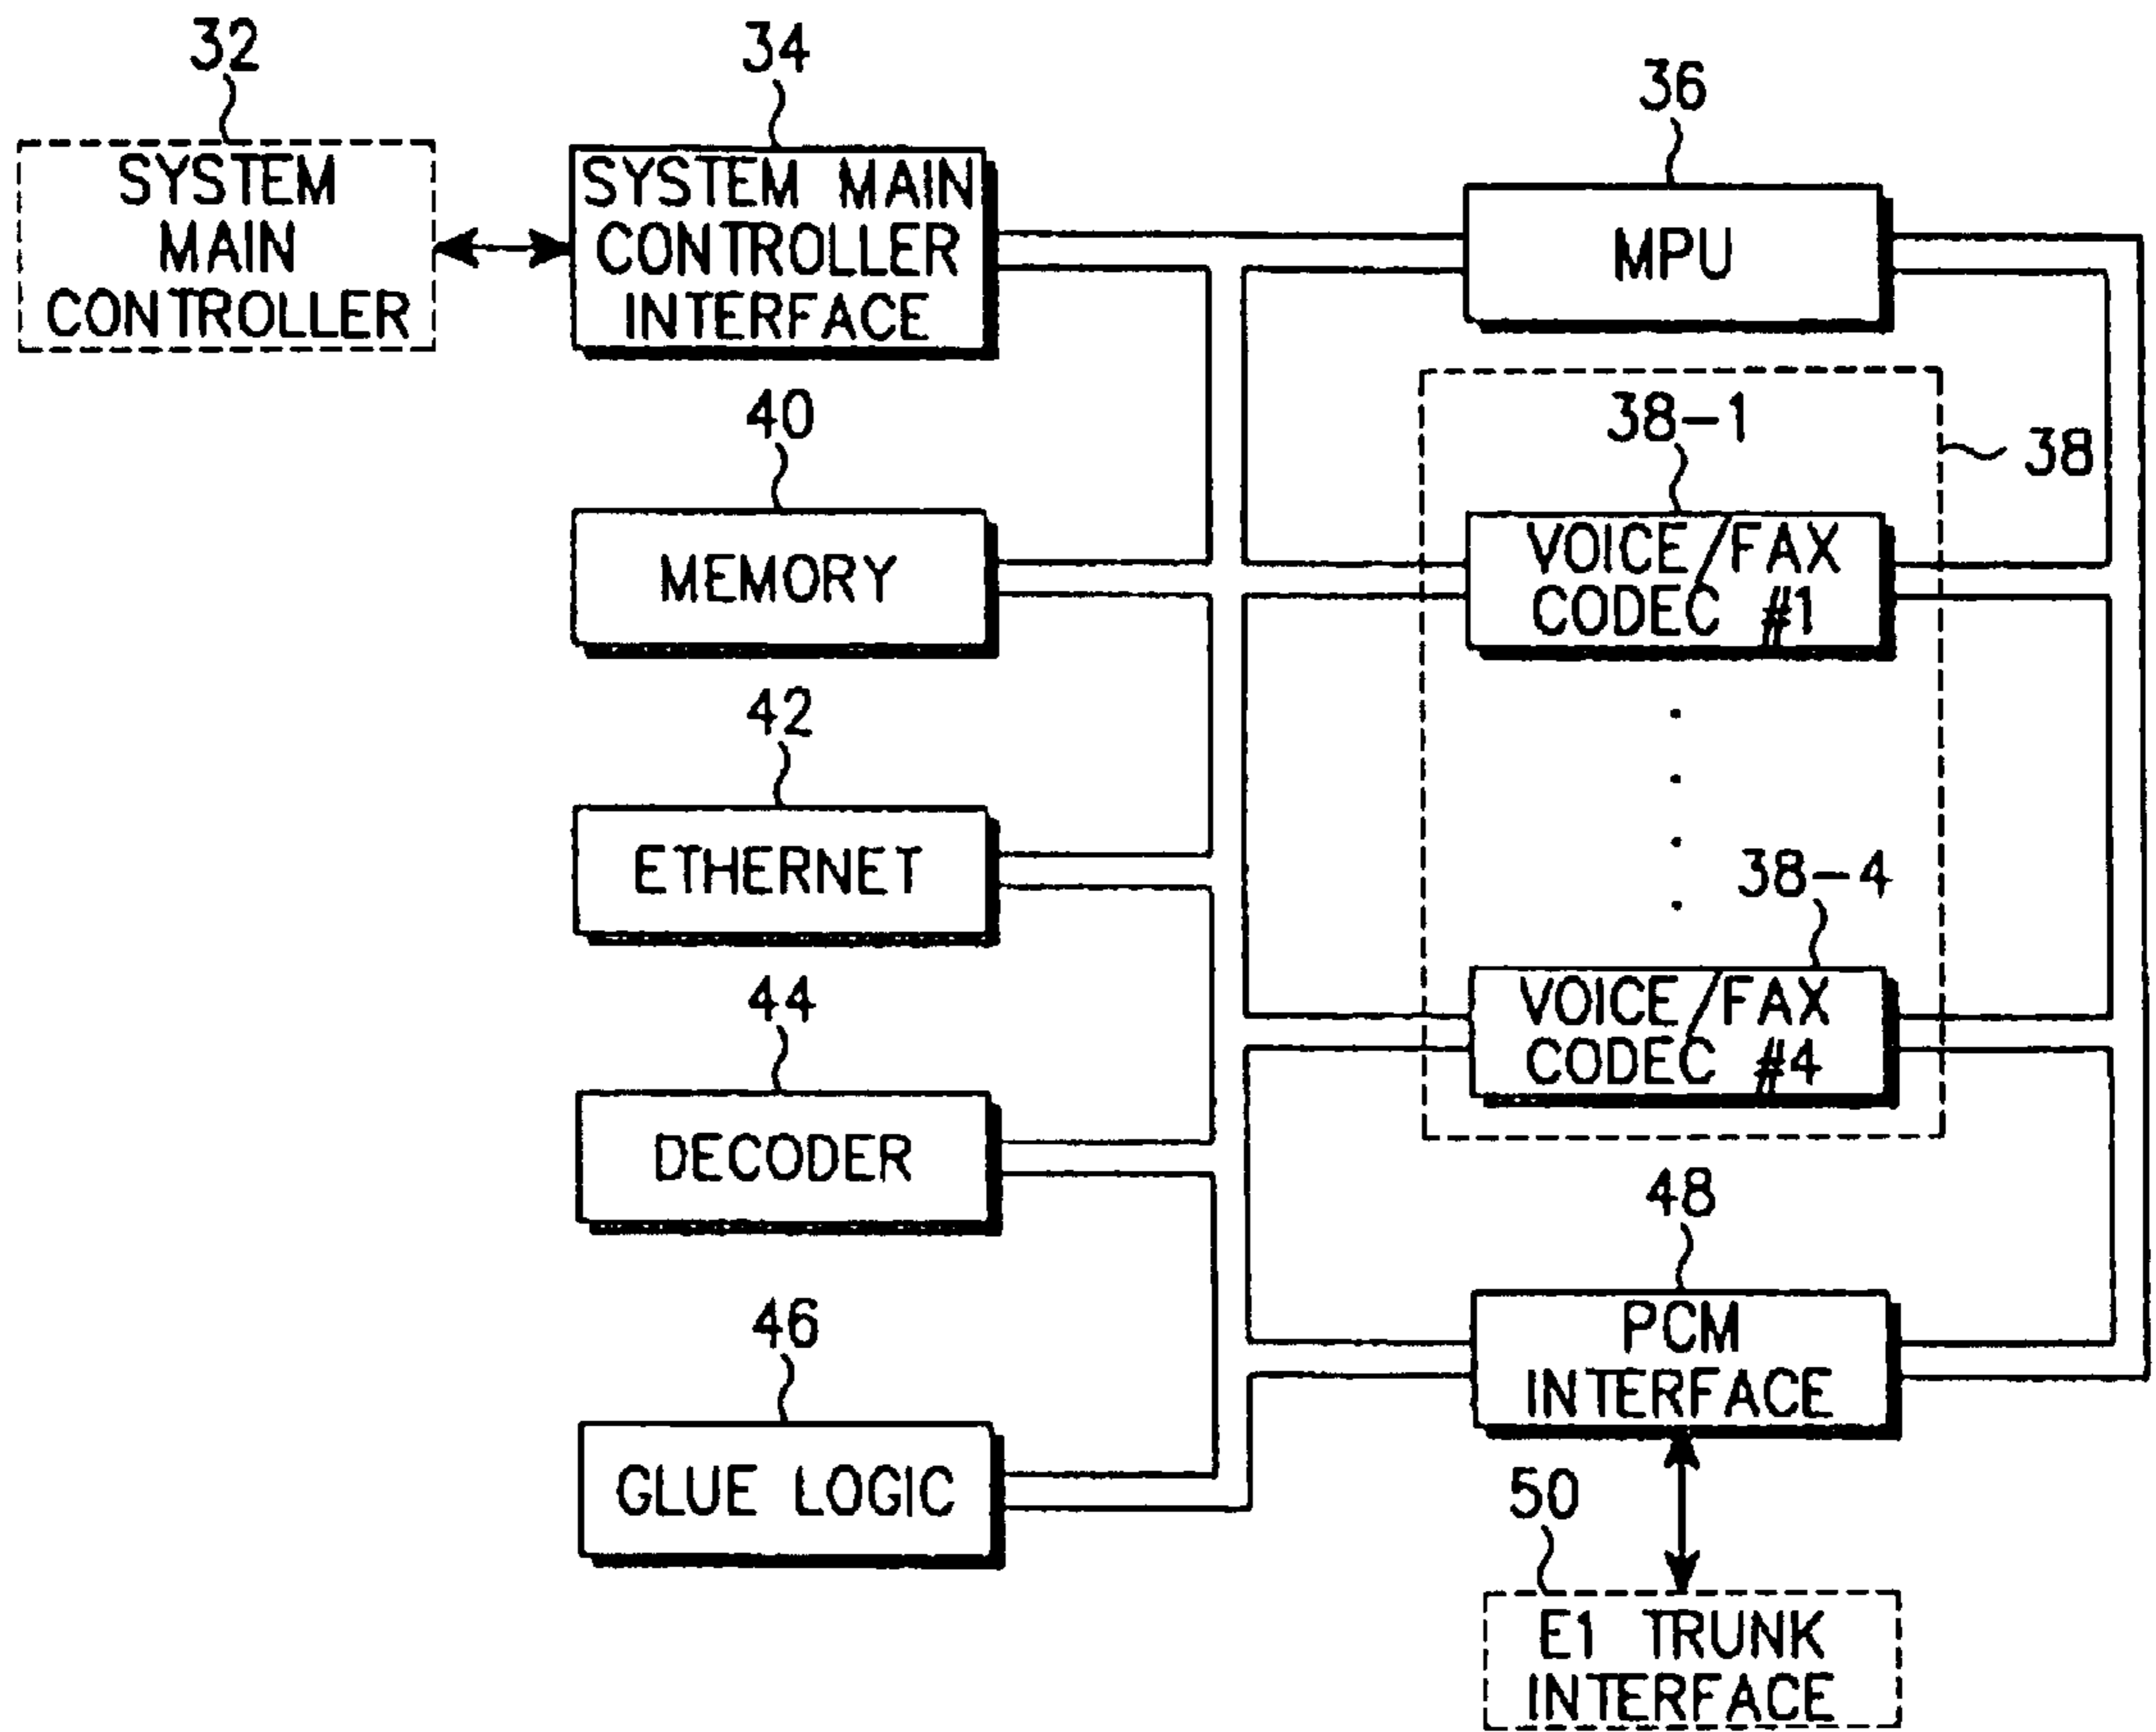 32
SYSTEM
MAIN
CONTROLLER
34
SYSTEM MAIN
CONTROLLER
INTERFACE
36
MPU
40
MEMORY
38-1
38
VOICE/FAX
CODEC #1
42
ETHERNET
38-4
VOICE/FAX
CODEC #4
44
DECODER
48
PCM
INTERFACE
46
GLUE LOGIC
50
E1 TRUNK
INTERFACE